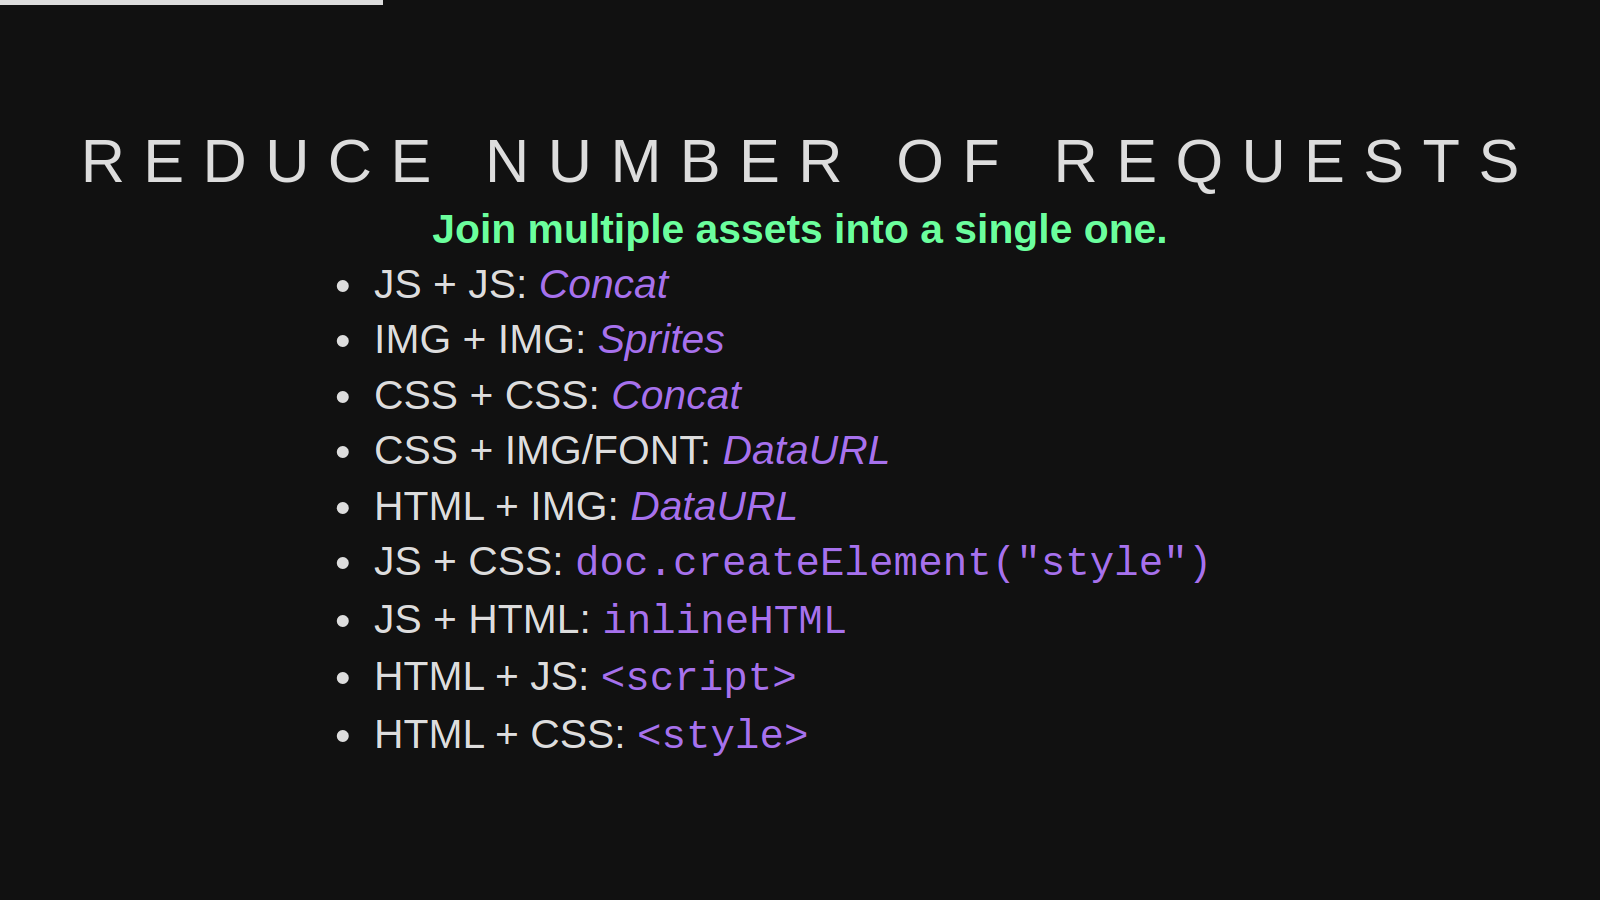 REDUCE NUMBER OF REQUESTS
Join multiple assets into a single one.
• JS + JS: Concat
• IMG + IMG: Sprites
• CSS + CSS: Concat
• CSS + IMG/FONT: DataURL
• HTML + IMG: DataURL
• JS + CSS: doc.createElement("style")
• JS + HTML: inlineHTML
• HTML + JS: <script>
• HTML + CSS: <style>